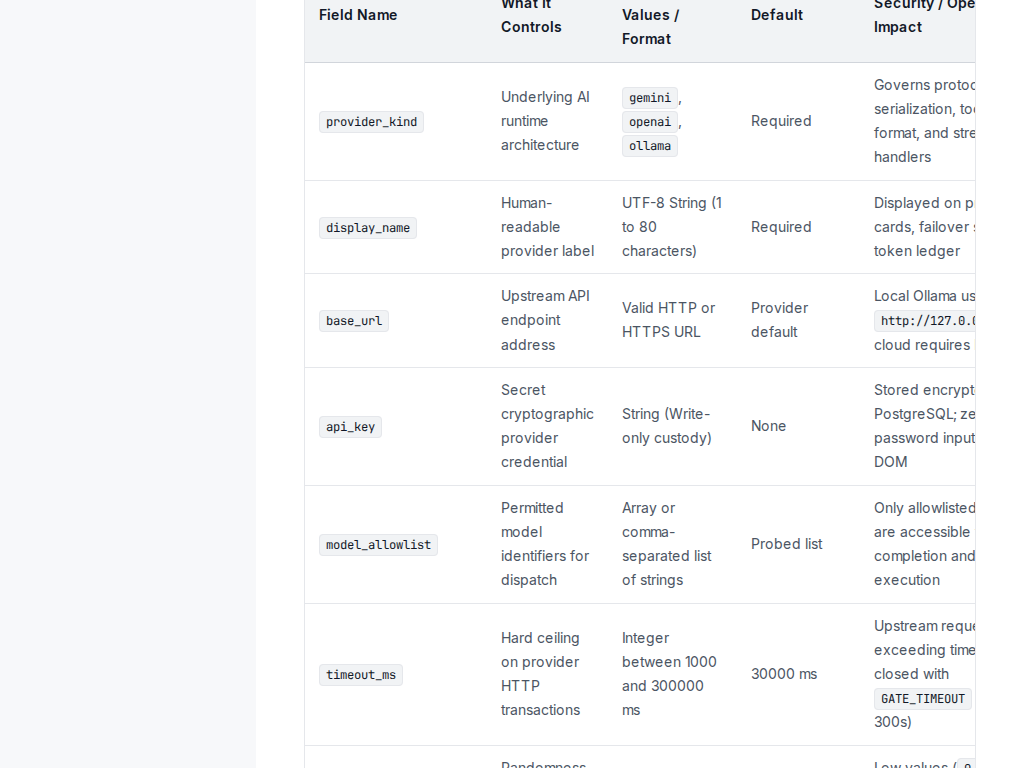 Field Name
What It
Controls
Values /
Format
Default
Security / Ope
Impact
provider_kind
Underlying AI
runtime
architecture
gemini,
openai,
ollama
Required
Governs protoc
serialization, to
format, and stre
handlers
display_name
Human-
readable
provider label
UTF-8 String (1
to 80
characters)
Required
Displayed on p
cards, failover
token ledger
base_url
Upstream API
endpoint
address
Valid HTTP or
HTTPS URL
Provider
default
Local Ollama us
http://127.0.0
cloud requires
api_key
Secret
cryptographic
provider
credential
String (Write-
only custody)
None
Stored encrypt
PostgreSQL; ze
password input
DOM
model_allowlist
Permitted
model
identifiers for
dispatch
Array or
comma-
separated list
of strings
Probed list
Only allowlisted
are accessible
completion and
execution
timeout_ms
Hard ceiling
on provider
HTTP
transactions
Integer
between 1000
and 300000
ms
30000 ms
Upstream reque
exceeding time
closed with
GATE_TIMEOUT
300s)
Randomness
Low values (